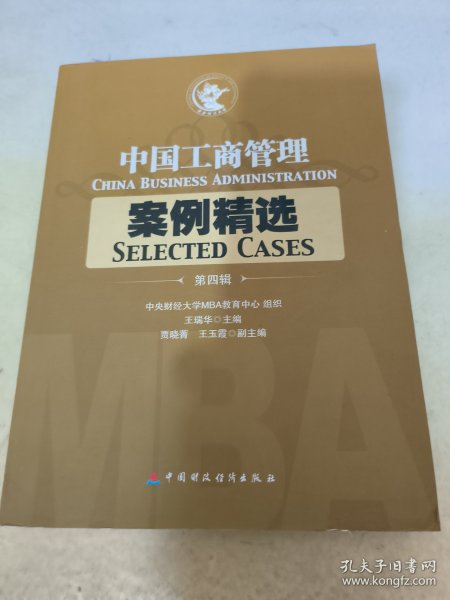 中国工商管理
CHINA BUSINESS ADMINISTRATION
案例精选
SELECTED CASES
第四辑
中央财经大学MBA教育中心 组织
王瑞华○主编
贾晓菁 王玉霞○副主编
MBA
中国财政经济出版社
孔夫子旧书网
www.kongfz.com